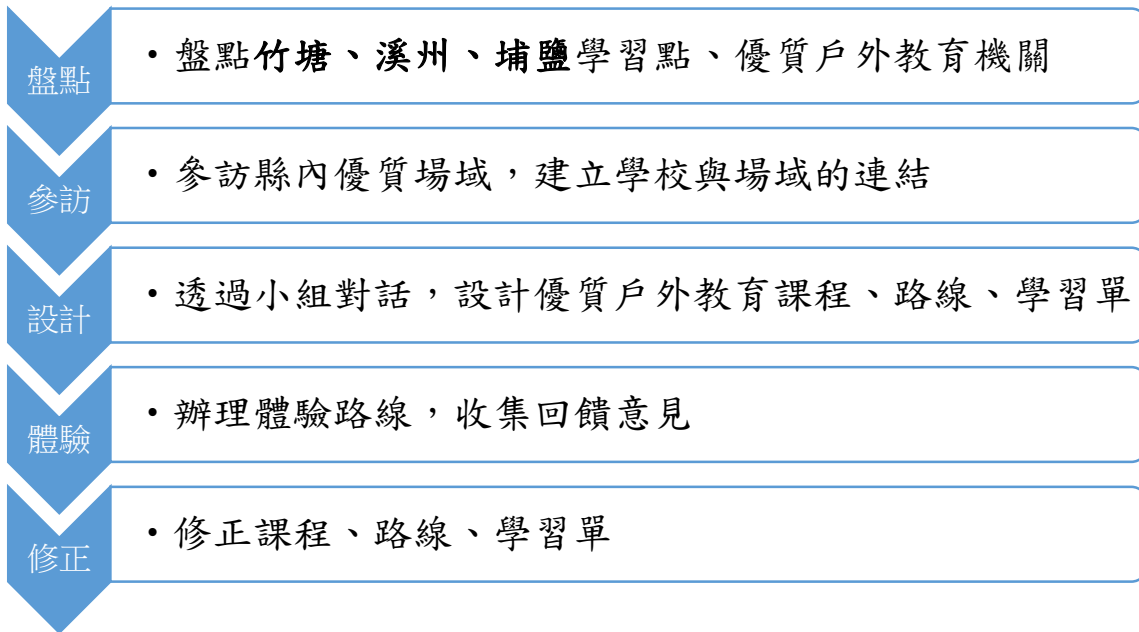 盤點
•盤點竹塘、溪州、埔鹽學習點、優質戶外教育機關
參訪
•參訪縣內優質場域，建立學校與場域的連結
設計
•透過小組對話，設計優質戶外教育課程、路線、學習單
體驗
•辦理體驗路線，收集回饋意見
修正
•修正課程、路線、學習單